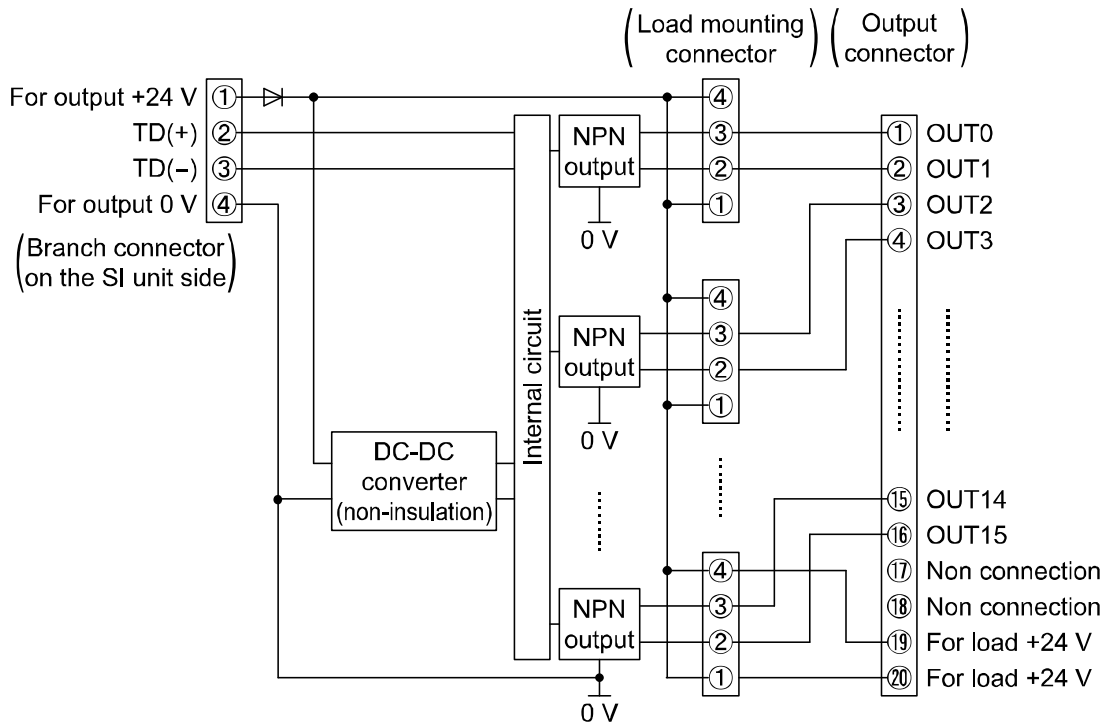 (Load mounting connector)
(Output connector)
For output +24 V ①
TD(+) ②
TD(−) ③
For output 0 V ④
(Branch connector on the SI unit side)
DC-DC
converter
(non-insulation)
Internal circuit
NPN
output
0 V
NPN
output
0 V
NPN
output
0 V
④
③
②
①
④
③
②
①
④
③
②
①
① OUT0
② OUT1
③ OUT2
④ OUT3
⑮ OUT14
⑯ OUT15
⑰ Non connection
⑱ Non connection
⑲ For load +24 V
⑳ For load +24 V